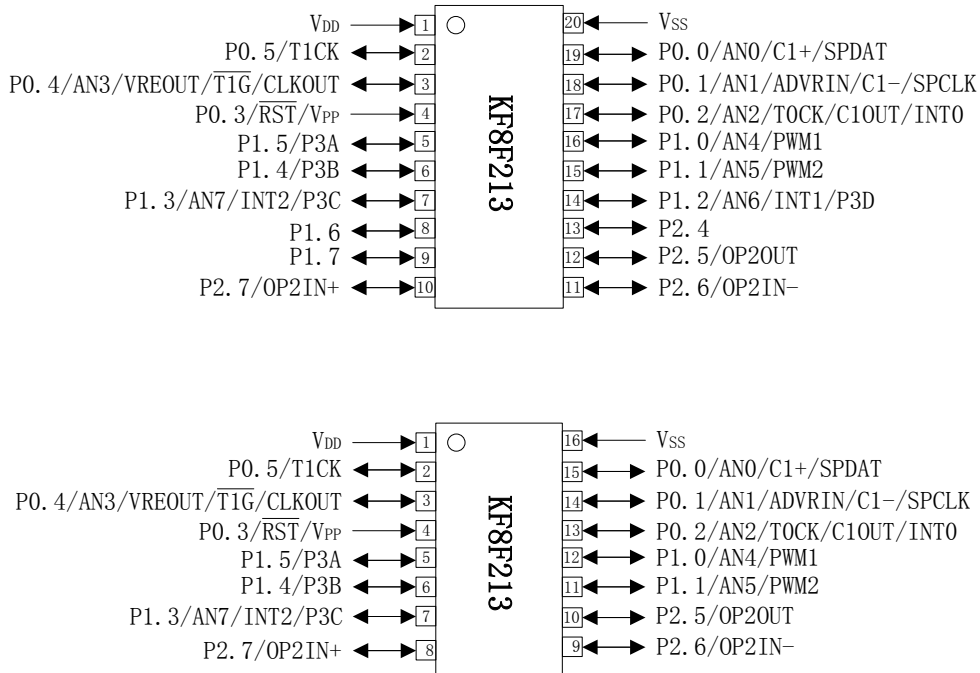 VDD 1 20 VSS
P0.5/T1CK 2 19 P0.0/AN0/C1+/SPDAT
P0.4/AN3/VREOUT/T1G/CLKOUT 3 18 P0.1/AN1/ADVRIN/C1-/SPCLK
P0.3/RST/VPP 4 17 P0.2/AN2/T0CK/C1OUT/INT0
P1.5/P3A 5 16 P1.0/AN4/PWM1
P1.4/P3B 6 15 P1.1/AN5/PWM2
P1.3/AN7/INT2/P3C 7 14 P1.2/AN6/INT1/P3D
P1.6 8 13 P2.4
P1.7 9 12 P2.5/OP2OUT
P2.7/OP2IN+ 10 11 P2.6/OP2IN-
KF8F213
VDD 1 16 VSS
P0.5/T1CK 2 15 P0.0/AN0/C1+/SPDAT
P0.4/AN3/VREOUT/T1G/CLKOUT 3 14 P0.1/AN1/ADVRIN/C1-/SPCLK
P0.3/RST/VPP 4 13 P0.2/AN2/T0CK/C1OUT/INT0
P1.5/P3A 5 12 P1.0/AN4/PWM1
P1.4/P3B 6 11 P1.1/AN5/PWM2
P1.3/AN7/INT2/P3C 7 10 P2.5/OP2OUT
P2.7/OP2IN+ 8 9 P2.6/OP2IN-
KF8F213